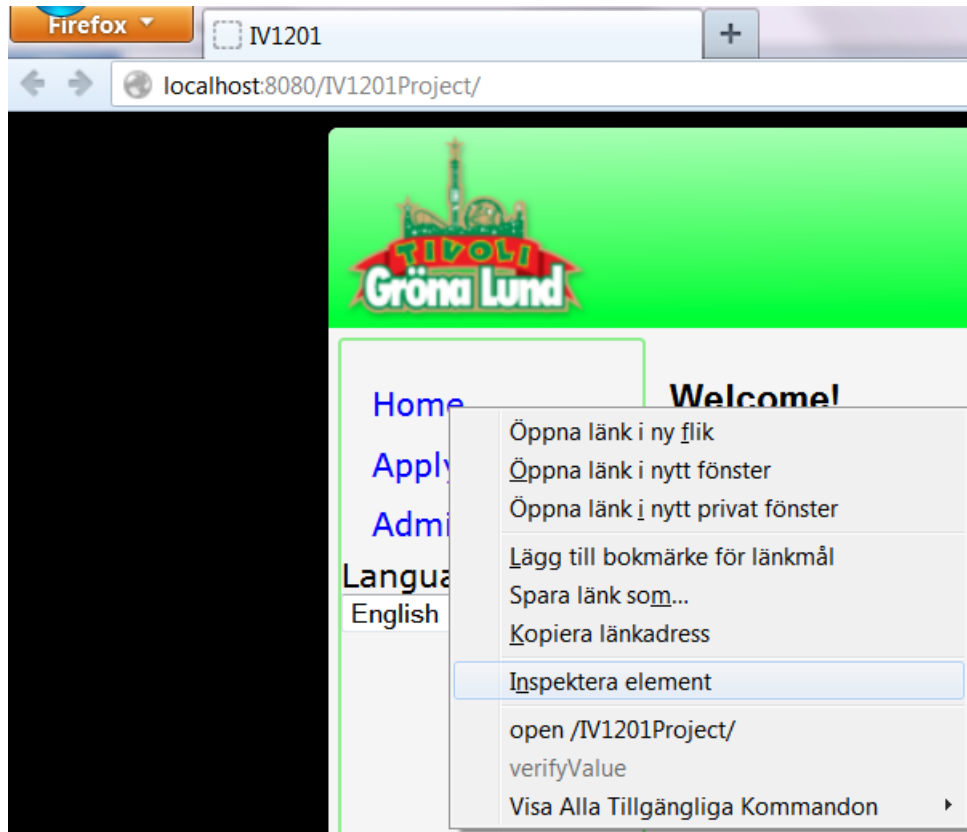 Firefox
IV1201
+
localhost:8080/IV1201Project/
TIVOLI
Gröna Lund
Home
Welcome!
Öppna länk i ny flik
Apply
Öppna länk i nytt fönster
Öppna länk i nytt privat fönster
Admi
Lägg till bokmärke för länkmål
Langua
Spara länk som...
English
Kopiera länkadress
Inspektera element
open /IV1201Project/
verifyValue
Visa Alla Tillgängliga Kommandon